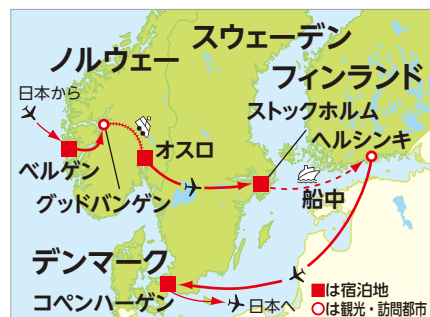 スウェーデン
ノルウェー
フィンランド
日本から
ストックホルム
ヘルシンキ
オスロ
ベルゲン
グッドバンゲン
船中
デンマーク
コペンハーゲン
日本へ
■は宿泊地
○は観光・訪問都市